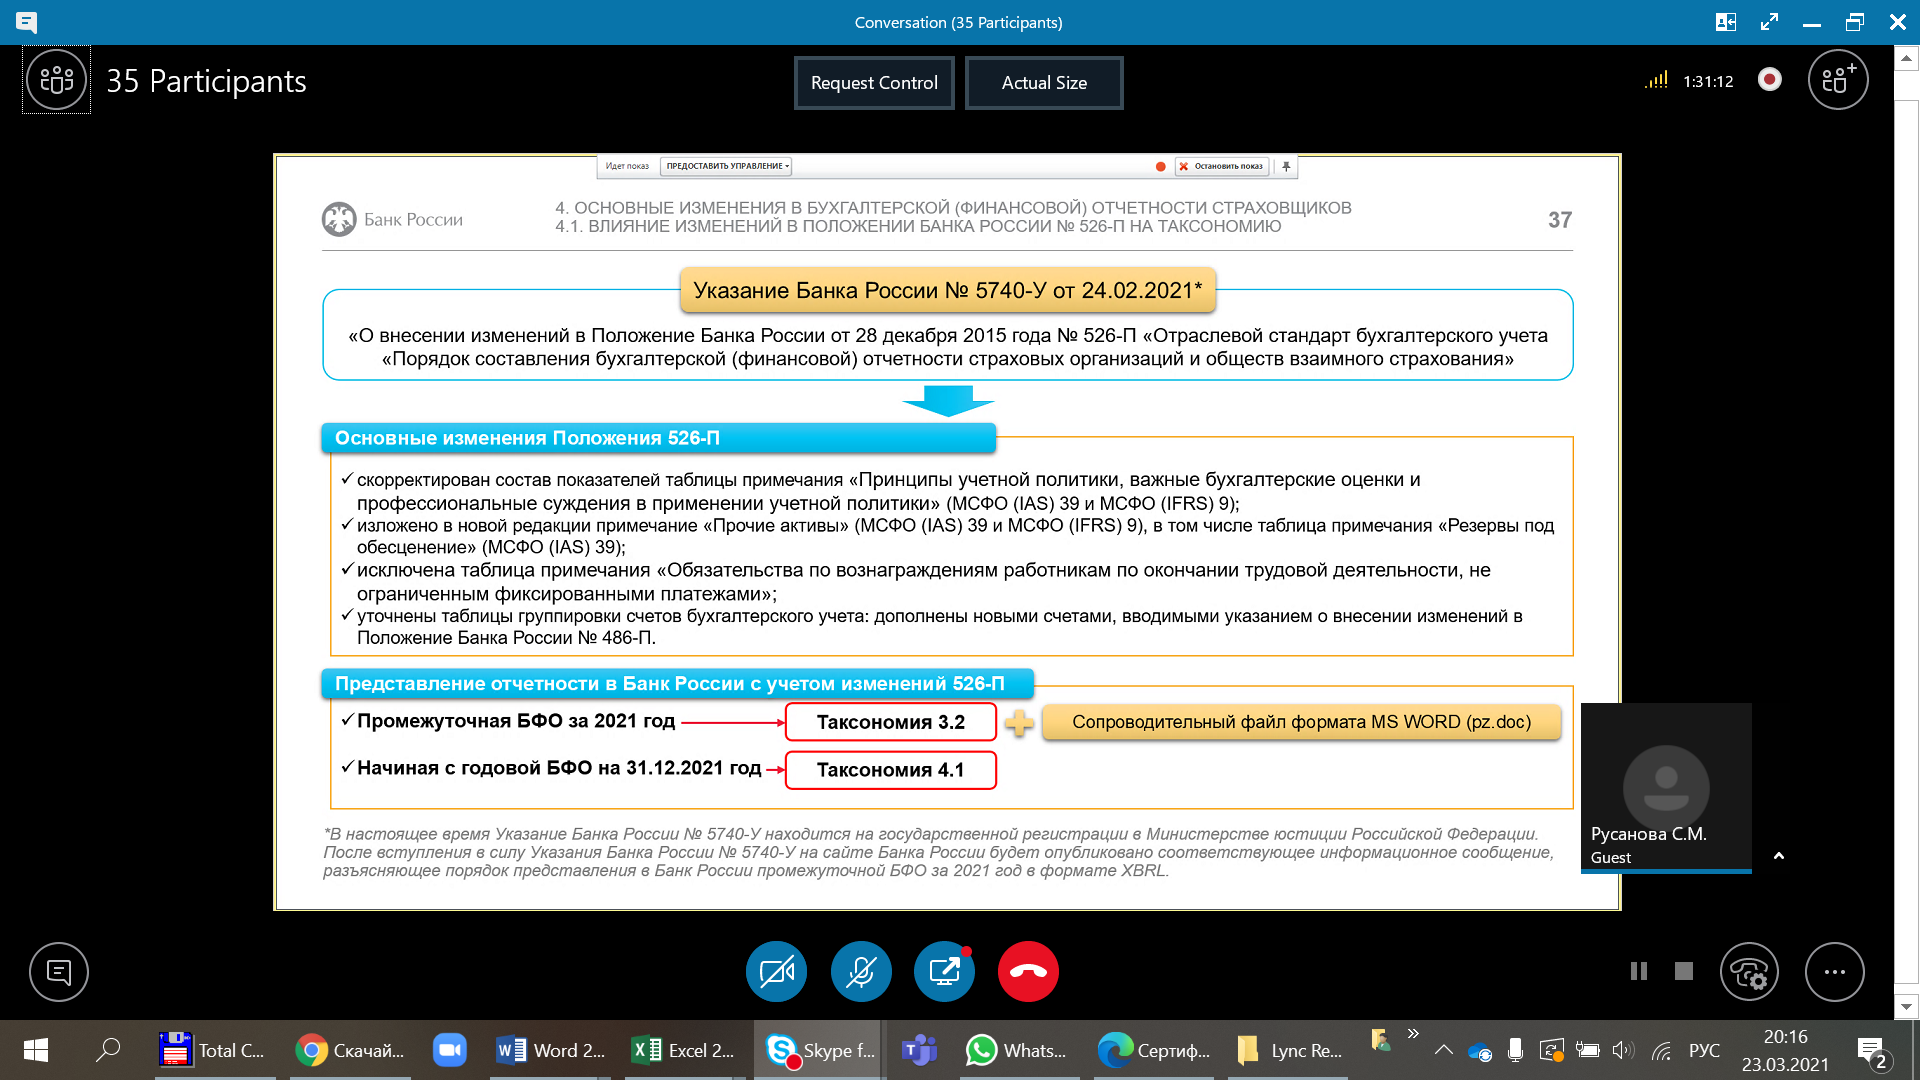 Conversation (35 Participants)
35 Participants
Request Control
Actual Size
1:31:12
Идет показ
ПРЕДОСТАВИТЬ УПРАВЛЕНИЕ
Остановить показ
Банк России
4. ОСНОВНЫЕ ИЗМЕНЕНИЯ В БУХГАЛТЕРСКОЙ (ФИНАНСОВОЙ) ОТЧЕТНОСТИ СТРАХОВЩИКОВ
4.1. ВЛИЯНИЕ ИЗМЕНЕНИЙ В ПОЛОЖЕНИИ БАНКА РОССИИ № 526-П НА ТАКСОНОМИЮ
37
Указание Банка России № 5740-У от 24.02.2021*
«О внесении изменений в Положение Банка России от 28 декабря 2015 года № 526-П «Отраслевой стандарт бухгалтерского учета
«Порядок составления бухгалтерской (финансовой) отчетности страховых организаций и обществ взаимного страхования»
Основные изменения Положения 526-П
✓скорректирован состав показателей таблицы примечания «Принципы учетной политики, важные бухгалтерские оценки и
профессиональные суждения в применении учетной политики» (МСФО (IAS) 39 и МСФО (IFRS) 9);
✓изложено в новой редакции примечание «Прочие активы» (МСФО (IAS) 39 и МСФО (IFRS) 9), в том числе таблица примечания «Резервы под
обесценение» (МСФО (IAS) 39);
✓исключена таблица примечания «Обязательства по вознаграждениям работникам по окончании трудовой деятельности, не
ограниченным фиксированными платежами»;
✓уточнены таблицы группировки счетов бухгалтерского учета: дополнены новыми счетами, вводимыми указанием о внесении изменений в
Положение Банка России № 486-П.
Представление отчетности в Банк России с учетом изменений 526-П
✓Промежуточная БФО за 2021 год
Таксономия 3.2
Сопроводительный файл формата MS WORD (pz.doc)
✓Начиная с годовой БФО на 31.12.2021 год
Таксономия 4.1
*В настоящее время Указание Банка России № 5740-У находится на государственной регистрации в Министерстве юстиции Российской Федерации.
После вступления в силу Указания Банка России № 5740-У на сайте Банка России будет опубликовано соответствующее информационное сообщение,
разъясняющее порядок представления в Банк России промежуточной БФО за 2021 год в формате XBRL.
Русанова С.М.
Guest
Total C...
Скачай...
Word 2...
Excel 2...
Skype f...
Whats...
Сертиф...
Lync Re...
РУС
20:16
23.03.2021
2